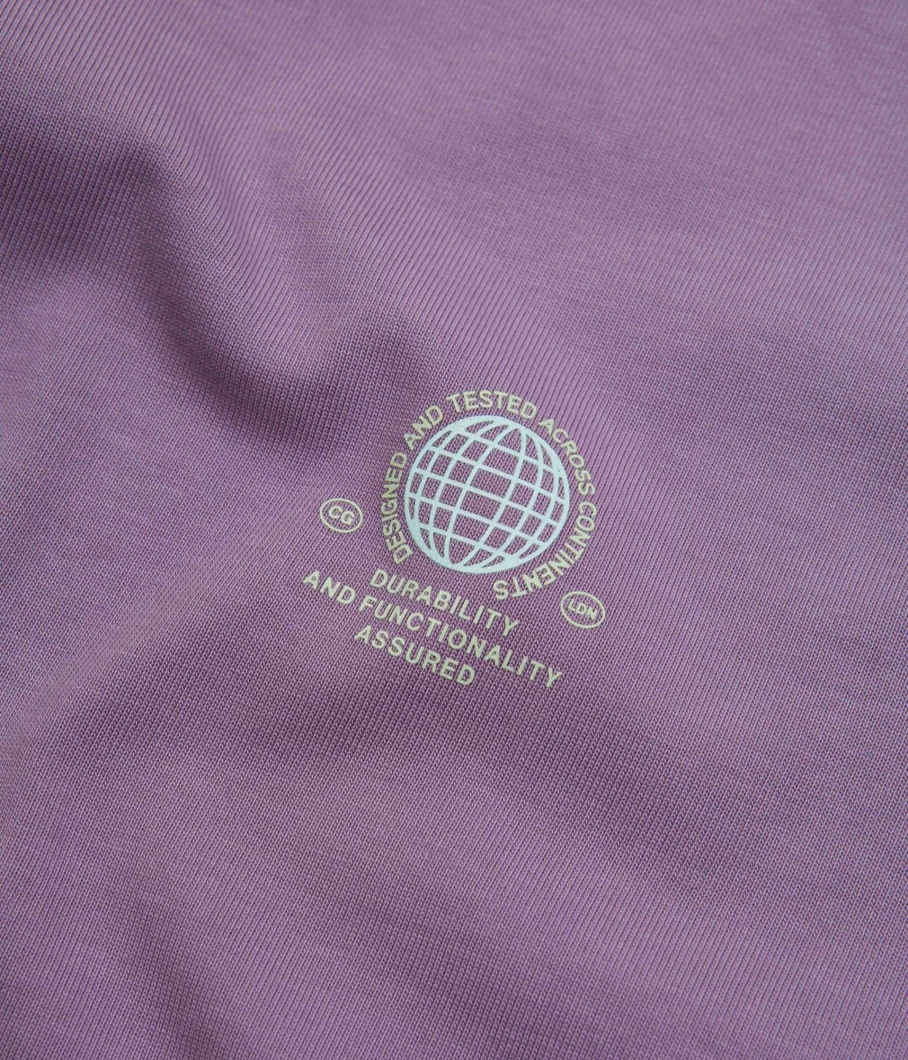 DESIGNED AND TESTED ACROSS CONTINENTS
CG
LDN
DURABILITY
AND FUNCTIONALITY
ASSURED